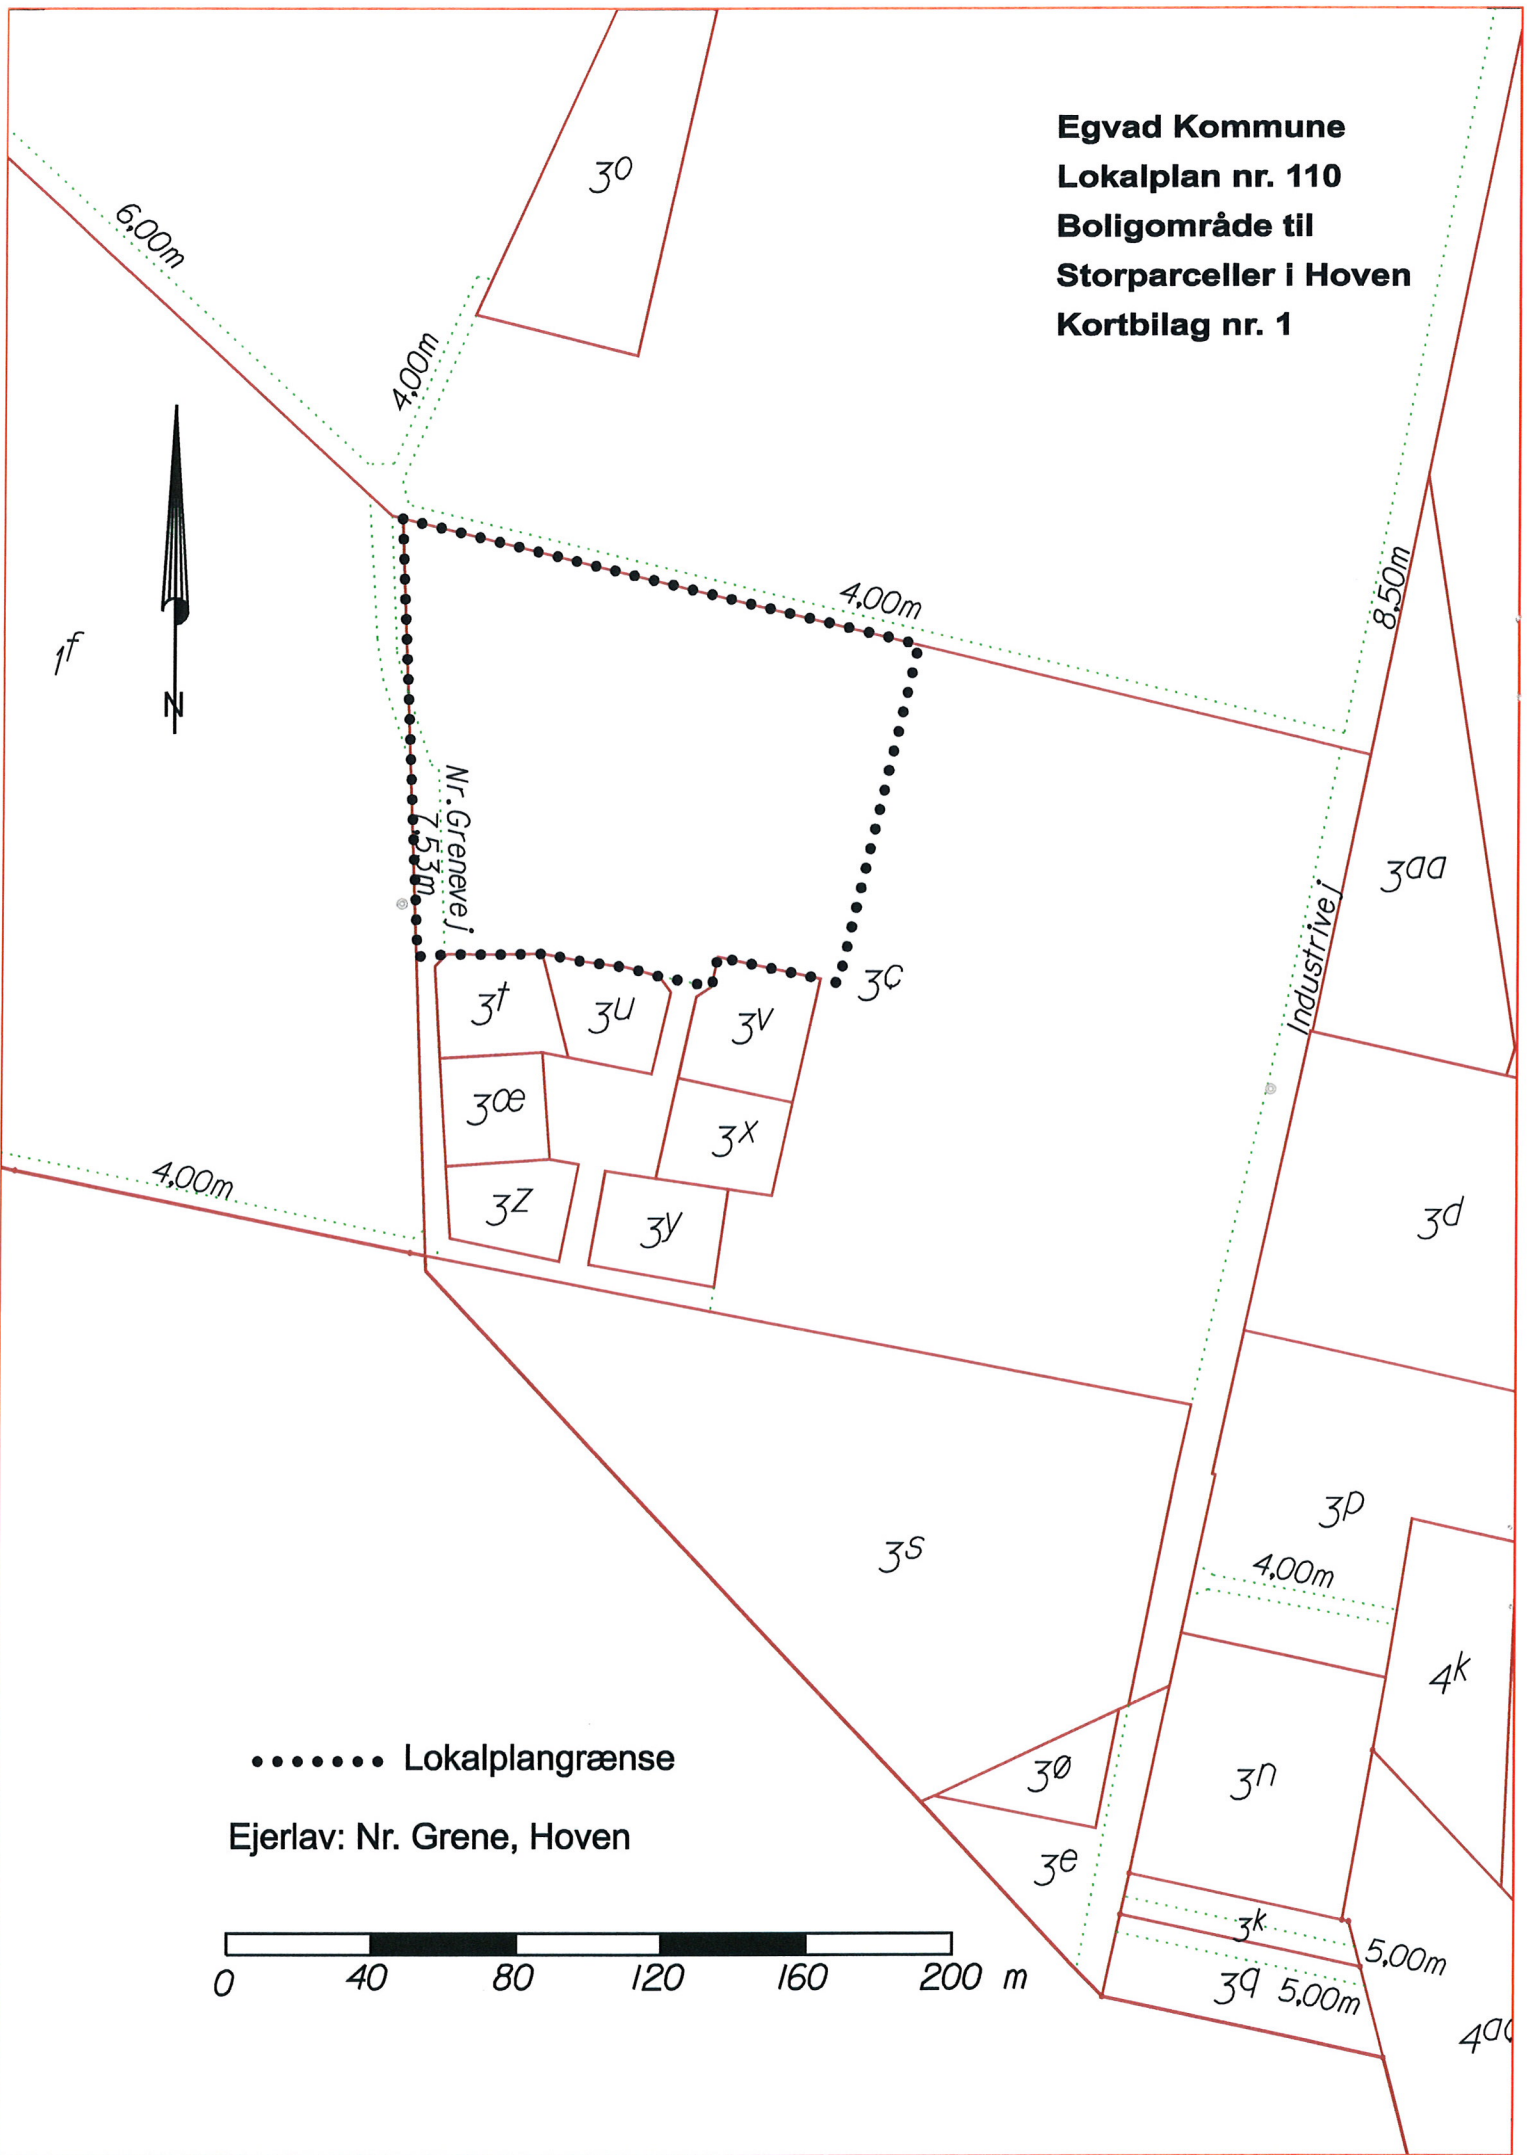 Egvad Kommune
Lokalplan nr. 110
Boligområde til
Storparceller i Hoven
Kortbilag nr. 1
3o
6,00m
4,00m
4,00m
8,50m
1f
N
Nr. Grenevej
7,53m
3aa
Industrivej
3c
3t
3u
3v
3æ
3x
3z
3y
4,00m
3d
3s
3p
4,00m
4k
3ø
3n
3e
3k
5,00m
3q
5,00m
Lokalplangrænse
Ejerlav: Nr. Grene, Hoven
0 40 80 120 160 200 m